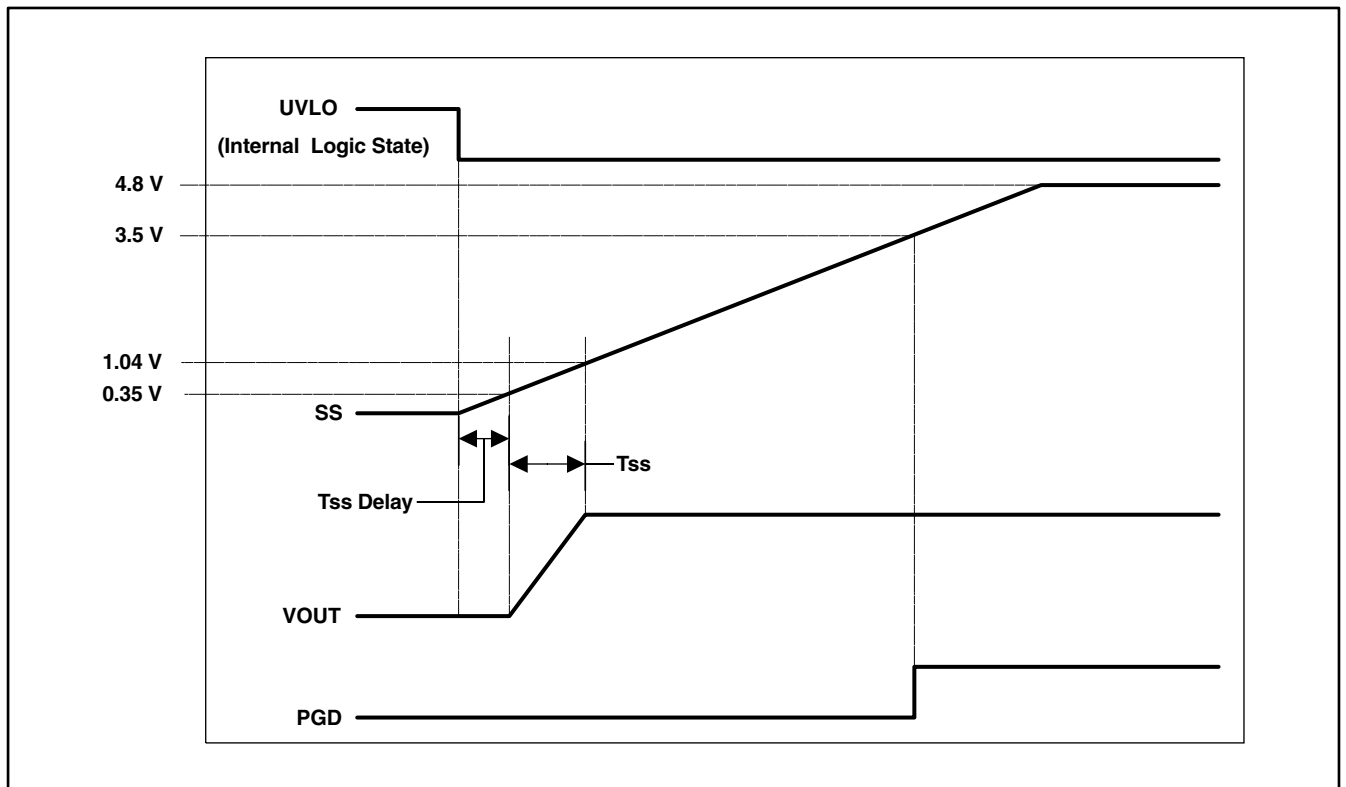 UVLO
(Internal Logic State)
4.8 V
3.5 V
1.04 V
0.35 V
SS
Tss
Tss Delay
VOUT
PGD